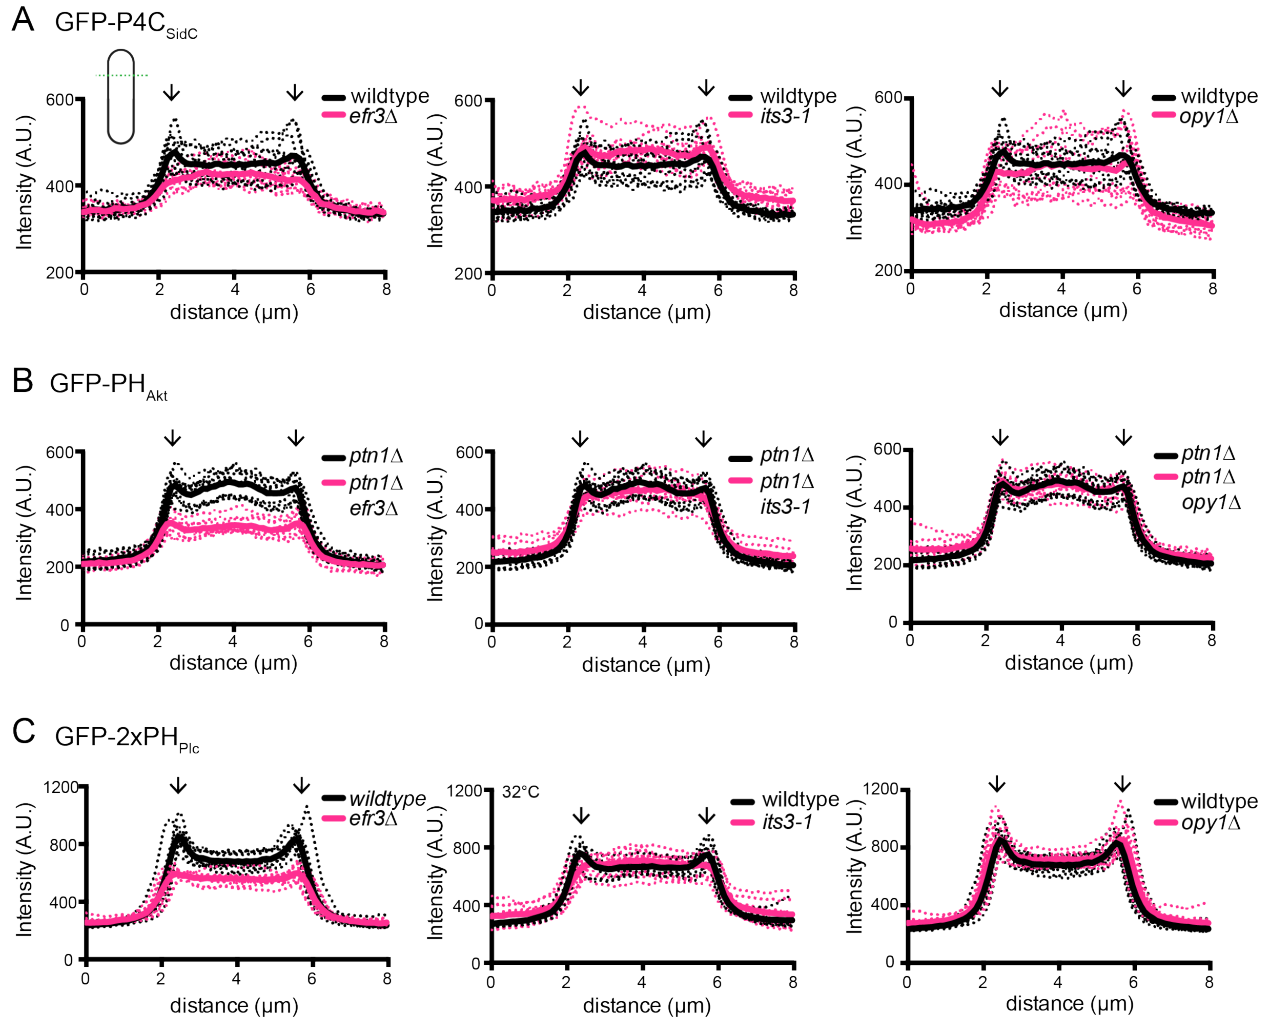 A GFP-P4CSidC
wildtype
efr3Δ
600
400
200
0 2 4 6 8
Intensity (A.U.)
distance (µm)
wildtype
its3-1
600
400
200
0 2 4 6 8
Intensity (A.U.)
distance (µm)
wildtype
opy1Δ
600
400
200
0 2 4 6 8
Intensity (A.U.)
distance (µm)
B GFP-PHAkt
ptn1Δ
ptn1Δ
efr3Δ
600
400
200
0
0 2 4 6 8
Intensity (A.U.)
distance (µm)
ptn1Δ
ptn1Δ
its3-1
600
400
200
0
0 2 4 6 8
Intensity (A.U.)
distance (µm)
ptn1Δ
ptn1Δ
opy1Δ
600
400
200
0
0 2 4 6 8
Intensity (A.U.)
distance (µm)
C GFP-2xPHPlc
wildtype
efr3Δ
1200
800
400
0
0 2 4 6 8
Intensity (A.U.)
distance (µm)
32°C
wildtype
its3-1
1200
800
400
0
0 2 4 6 8
Intensity (A.U.)
distance (µm)
wildtype
opy1Δ
1200
800
400
0
0 2 4 6 8
Intensity (A.U.)
distance (µm)